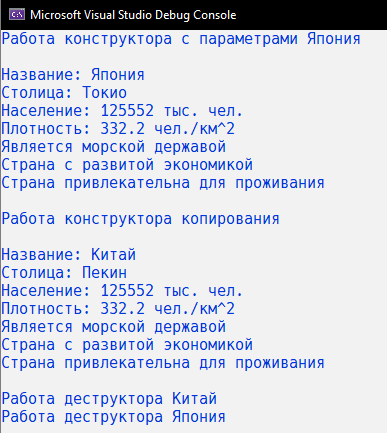 Microsoft Visual Studio Debug Console
Работа конструктора с параметрами Япония
Название: Япония
Столица: Токио
Население: 125552 тыс. чел.
Плотность: 332.2 чел./км^2
Является морской державой
Страна с развитой экономикой
Страна привлекательна для проживания
Работа конструктора копирования
Название: Китай
Столица: Пекин
Население: 125552 тыс. чел.
Плотность: 332.2 чел./км^2
Является морской державой
Страна с развитой экономикой
Страна привлекательна для проживания
Работа деструктора Китай
Работа деструктора Япония